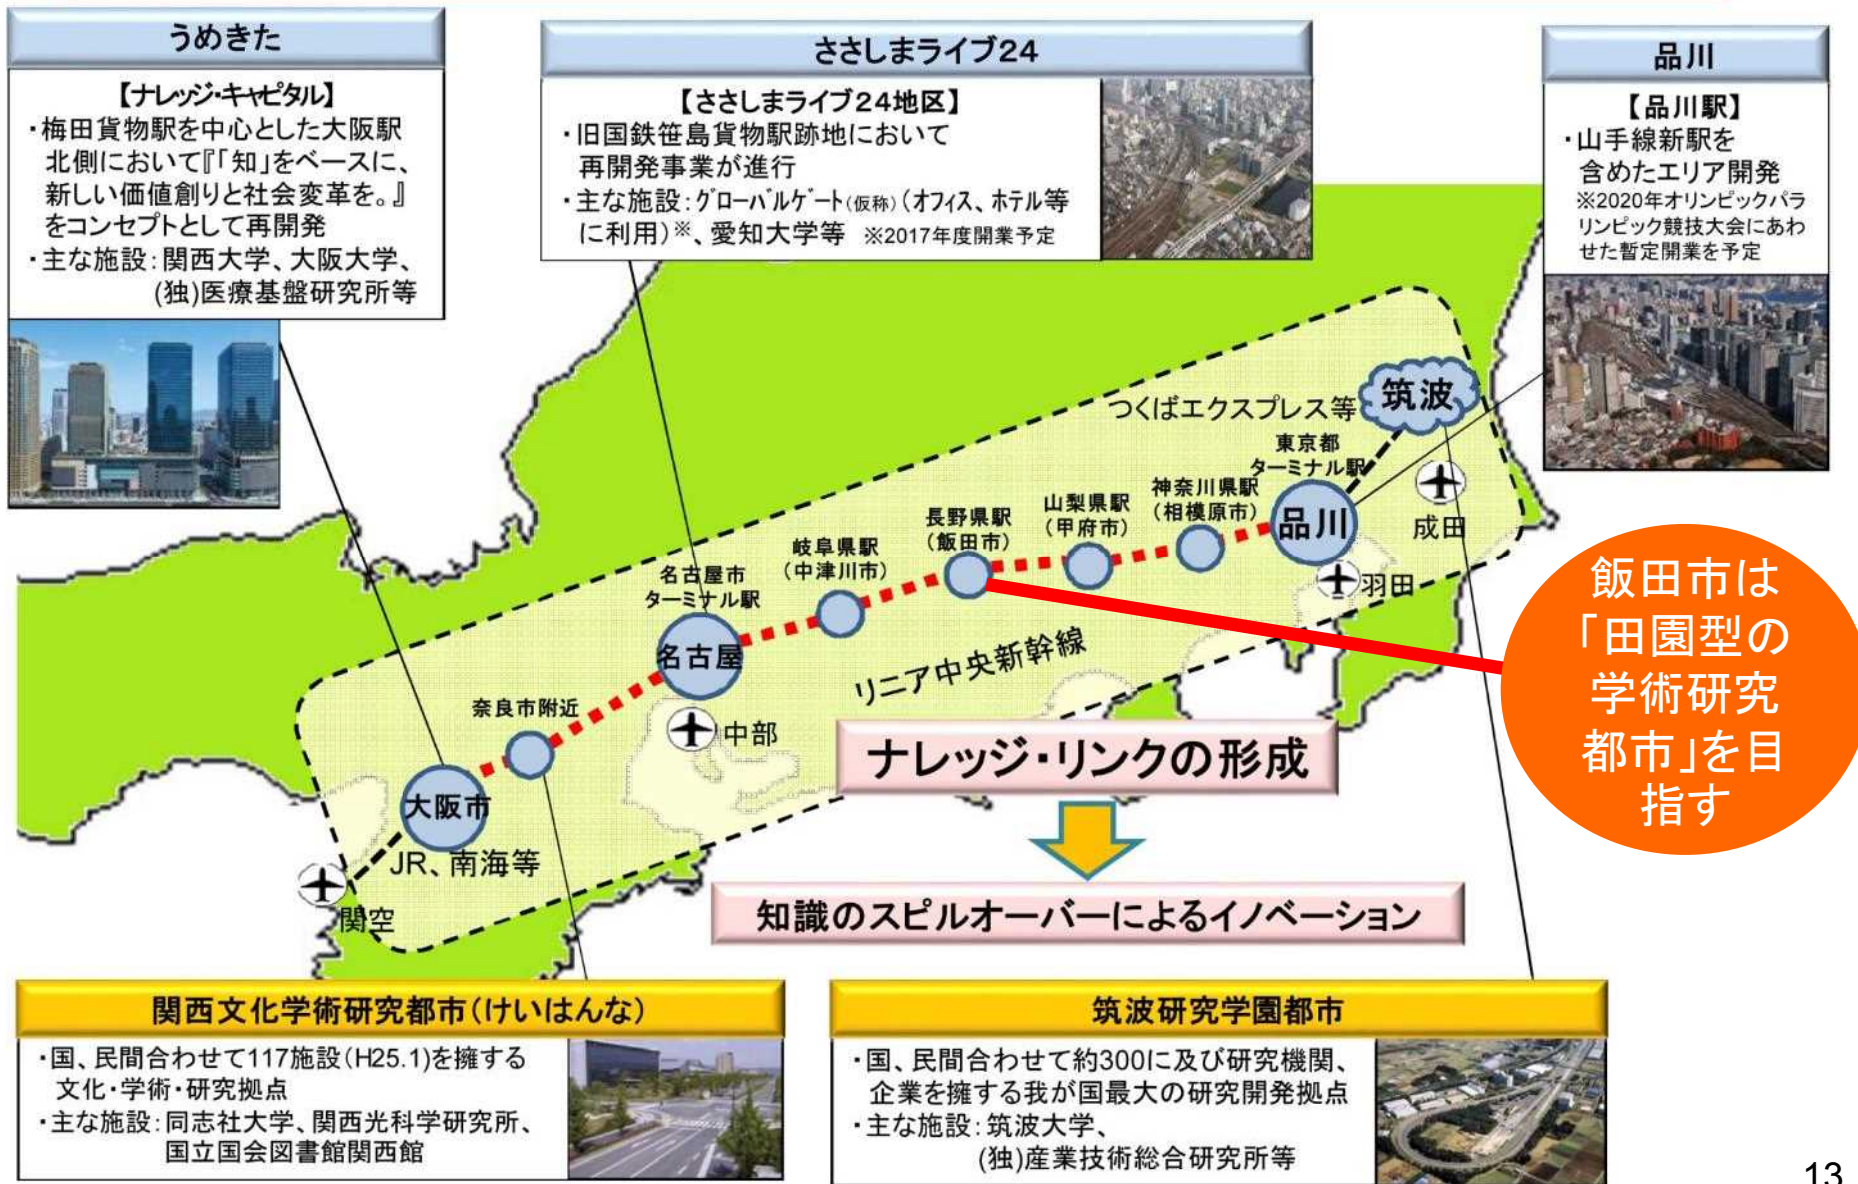 うめきた
【ナレッジ・キャピタル】
・梅田貨物駅を中心とした大阪駅
北側において『「知」をベースに、
新しい価値創りと社会変革を。』
をコンセプトとして再開発
・主な施設：関西大学、大阪大学、
(独)医療基盤研究所等
ささしまライブ24
【ささしまライブ24地区】
・旧国鉄笹島貨物駅跡地において
再開発事業が進行
・主な施設：グローバルゲート(仮称)(オフィス、ホテル等
に利用)※、愛知大学等 ※2017年度開業予定
品川
【品川駅】
・山手線新駅を
含めたエリア開発
※2020年オリンピックパラ
リンピック競技大会にあわ
せた暫定開業を予定
筑波
つくばエクスプレス等
東京都
ターミナル駅
品川
成田
羽田
神奈川県駅
(相模原市)
山梨県駅
(甲府市)
長野県駅
(飯田市)
岐阜県駅
(中津川市)
名古屋市
ターミナル駅
名古屋
中部
リニア中央新幹線
奈良市附近
大阪市
JR、南海等
関空
飯田市は
「田園型の
学術研究
都市」を目
指す
ナレッジ・リンクの形成
知識のスピルオーバーによるイノベーション
関西文化学術研究都市(けいはんな)
・国、民間合わせて117施設(H25.1)を擁する
文化・学術・研究拠点
・主な施設：同志社大学、関西光科学研究所、
国立国会図書館関西館
筑波研究学園都市
・国、民間合わせて約300に及び研究機関、
企業を擁する我が国最大の研究開発拠点
・主な施設：筑波大学、
(独)産業技術総合研究所等
13